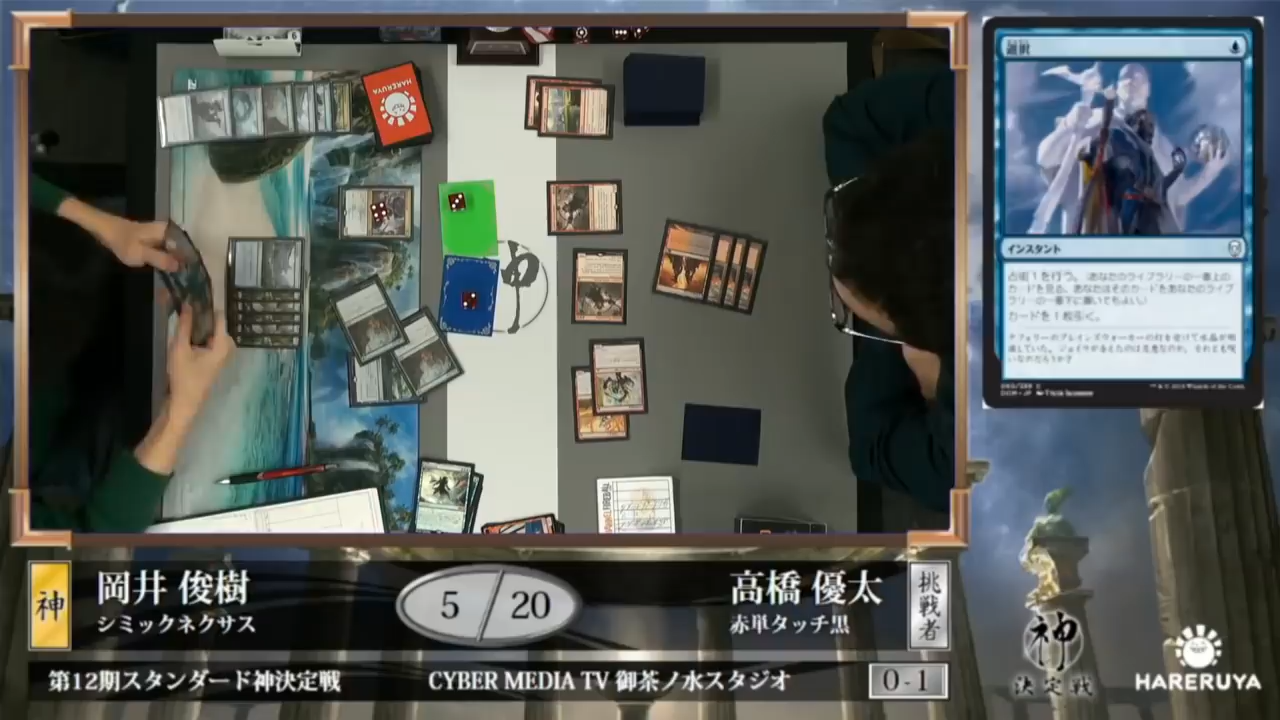 選択
インスタント
占術1を行う。(あなたのライブラリーの一番上の
カードを見る。あなたはそのカードをあなたのライブ
ラリーの一番下に置いてもよい。)
カードを1枚引く。
HARERUYA
神
神
岡井 俊樹
シミックネクサス
5 / 20
高橋 優太
赤単タッチ黒
挑戦者
第12期スタンダード神決定戦
CYBER MEDIA TV 御茶ノ水スタジオ
0-1
神
決定戦
HARERUYA